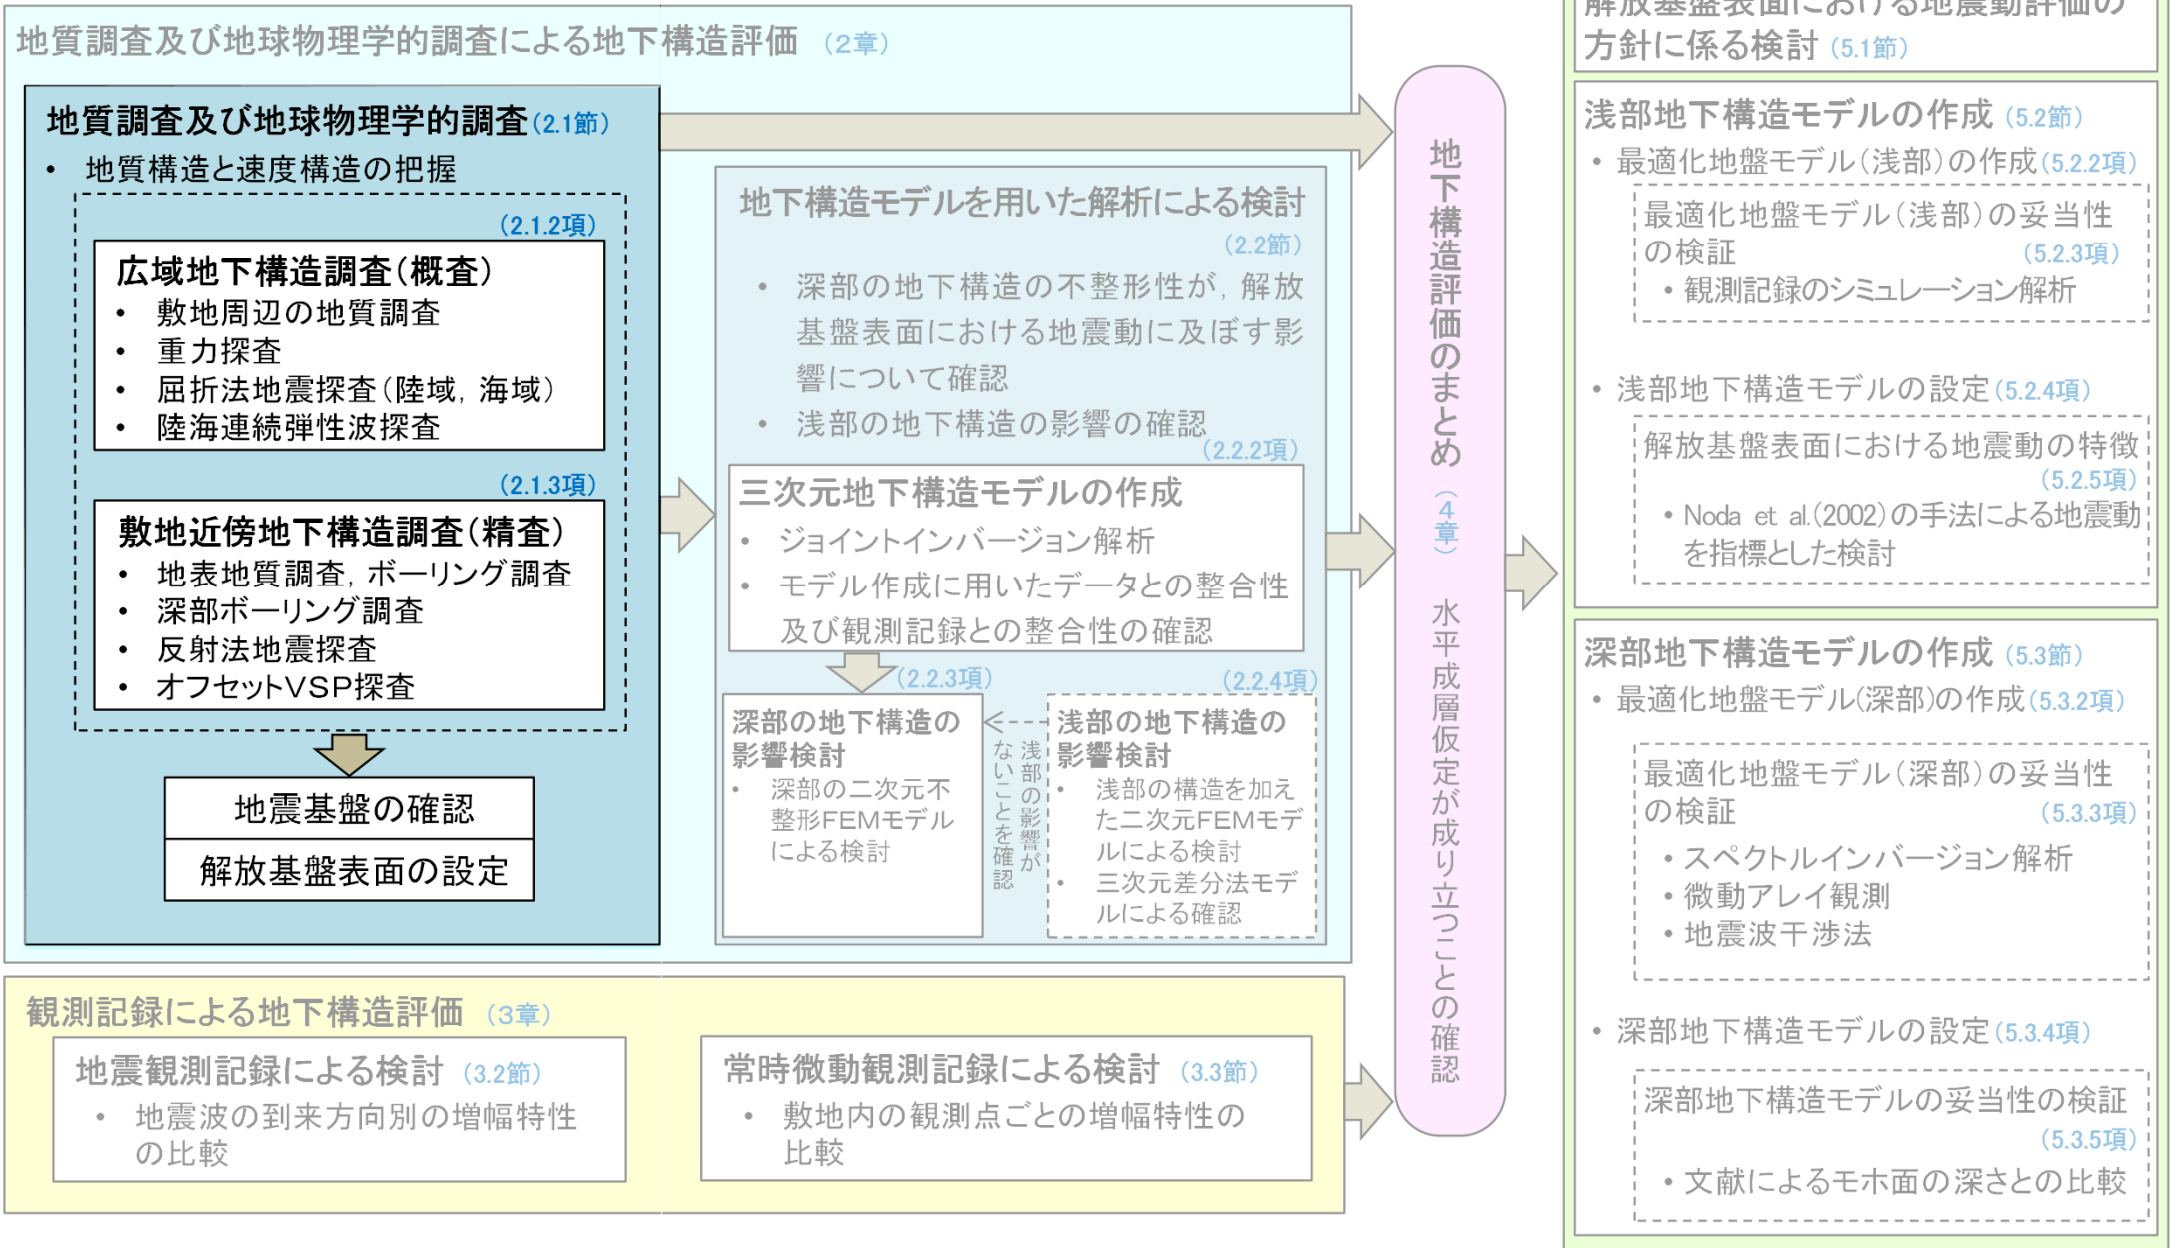 地質調査及び地球物理学的調査による地下構造評価 (2章)
地質調査及び地球物理学的調査(2.1節)
• 地質構造と速度構造の把握
(2.1.2項)
広域地下構造調査(概査)
• 敷地周辺の地質調査
• 重力探査
• 屈折法地震探査(陸域,海域)
• 陸海連続弾性波探査
(2.1.3項)
敷地近傍地下構造調査(精査)
• 地表地質調査,ボーリング調査
• 深部ボーリング調査
• 反射法地震探査
• オフセットVSP探査
地震基盤の確認
解放基盤表面の設定
地下構造モデルを用いた解析による検討
(2.2節)
• 深部の地下構造の不整形性が,解放
基盤表面における地震動に及ぼす影
響について確認
• 浅部の地下構造の影響の確認
(2.2.2項)
三次元地下構造モデルの作成
• ジョイントインバージョン解析
• モデル作成に用いたデータとの整合性
及び観測記録との整合性の確認
(2.2.3項)
深部の地下構造の
影響検討
• 深部の二次元不
整形FEMモデル
による検討
浅部の影響が
ないことを確認
(2.2.4項)
浅部の地下構造の
影響検討
• 浅部の構造を加え
た二次元FEMモデ
ルによる検討
• 三次元差分法モデ
ルによる確認
観測記録による地下構造評価 (3章)
地震観測記録による検討 (3.2節)
• 地震波の到来方向別の増幅特性
の比較
常時微動観測記録による検討 (3.3節)
• 敷地内の観測点ごとの増幅特性の
比較
地下構造評価のまとめ(4章) 水平成層仮定が成り立つことの確認
解放基盤表面における地震動評価の
方針に係る検討(5.1節)
浅部地下構造モデルの作成(5.2節)
• 最適化地盤モデル(浅部)の作成(5.2.2項)
最適化地盤モデル(浅部)の妥当性
の検証 (5.2.3項)
• 観測記録のシミュレーション解析
• 浅部地下構造モデルの設定(5.2.4項)
解放基盤表面における地震動の特徴
(5.2.5項)
• Noda et al.(2002)の手法による地震動
を指標とした検討
深部地下構造モデルの作成(5.3節)
• 最適化地盤モデル(深部)の作成(5.3.2項)
最適化地盤モデル(深部)の妥当性
の検証 (5.3.3項)
• スペクトルインバージョン解析
• 微動アレイ観測
• 地震波干渉法
• 深部地下構造モデルの設定(5.3.4項)
深部地下構造モデルの妥当性の検証
(5.3.5項)
• 文献によるモホ面の深さとの比較